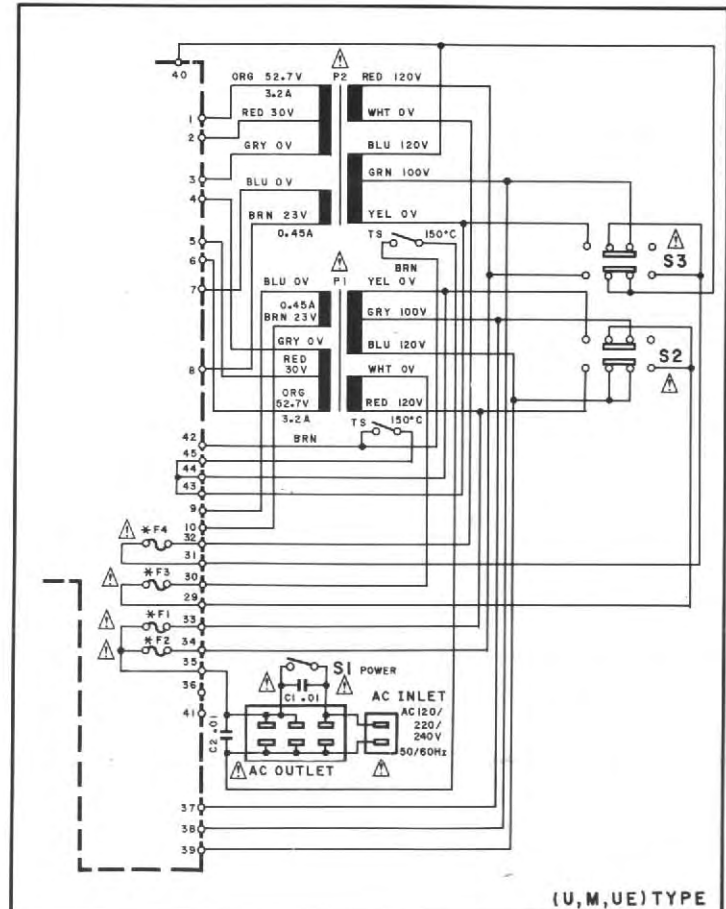 40
ORG 52.7V P2 RED 120V
3.2A
1 RED 30V WHT 0V
2
GRY 0V BLU 120V
3 GRN 100V
4 BLU 0V
BRN 23V YEL 0V
0.45A TS 150°C
5
6 BRN S3
7 BLU 0V P1 YEL 0V
0.45A
BRN 23V GRY 100V
GRY 0V BLU 120V S2
RED
30V WHT 0V
8
ORG
52.7V RED 120V
3.2A TS 150°C
42 BRN
45
44
43
9
10
*F4 32
31
*F3 30
29
*F1 33
*F2 34
35 S1 POWER
36 C1 .01 AC INLET
41 AC120/
C2 .01 220/
240V
AC OUTLET 50/60Hz
37
38
39
(U,M,UE)TYPE